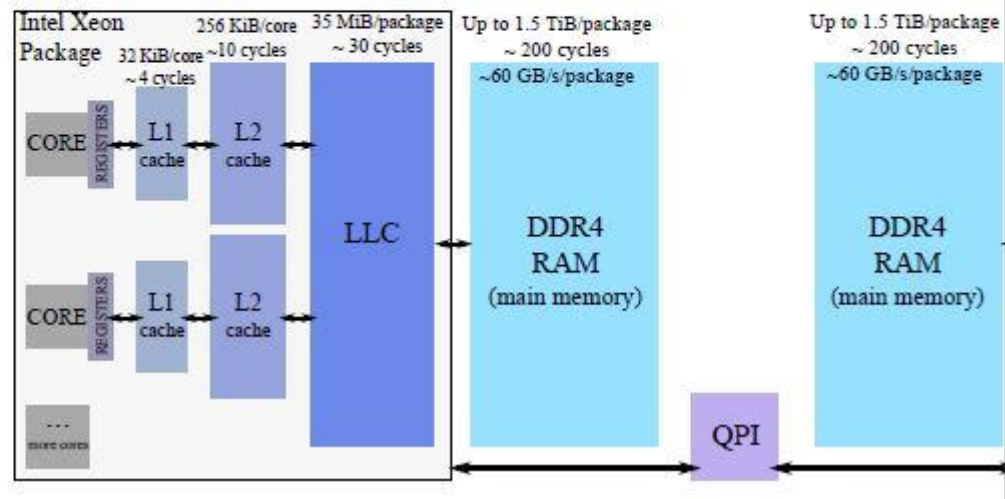 Intel Xeon
Package
32 KiB/core
~ 4 cycles
256 KiB/core
~10 cycles
35 MiB/package
~ 30 cycles
Up to 1.5 TiB/package
~ 200 cycles
~60 GB/s/package
Up to 1.5 TiB/package
~ 200 cycles
~60 GB/s/package
CORE
REGISTERS
L1
cache
L2
cache
LLC
DDR4
RAM
(main memory)
DDR4
RAM
(main memory)
CORE
REGISTERS
L1
cache
L2
cache
...
more cores
QPI